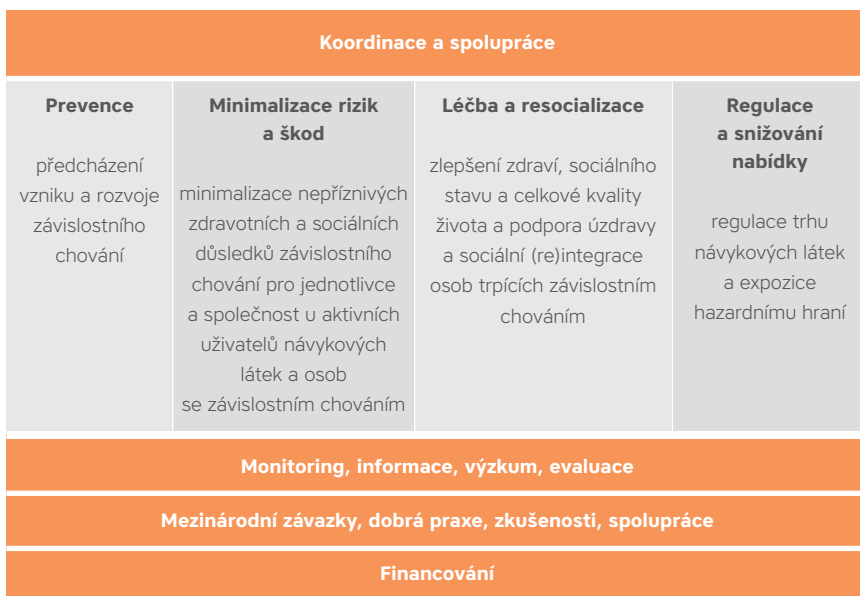 Koordinace a spolupráce
Prevence
předcházení
vzniku a rozvoje
závislostního
chování
Minimalizace rizik
a škod
minimalizace nepříznivých
zdravotních a sociálních
důsledků závislostního
chování pro jednotlivce
a společnost u aktivních
uživatelů návykových
látek a osob
se závislostním chováním
Léčba a resocializace
zlepšení zdraví, sociálního
stavu a celkové kvality
života a podpora úzdravy
a sociální (re)integrace
osob trpících závislostním
chováním
Regulace
a snižování
nabídky
regulace trhu
návykových látek
a expozice
hazardnímu hraní
Monitoring, informace, výzkum, evaluace
Mezinárodní závazky, dobrá praxe, zkušenosti, spolupráce
Financování